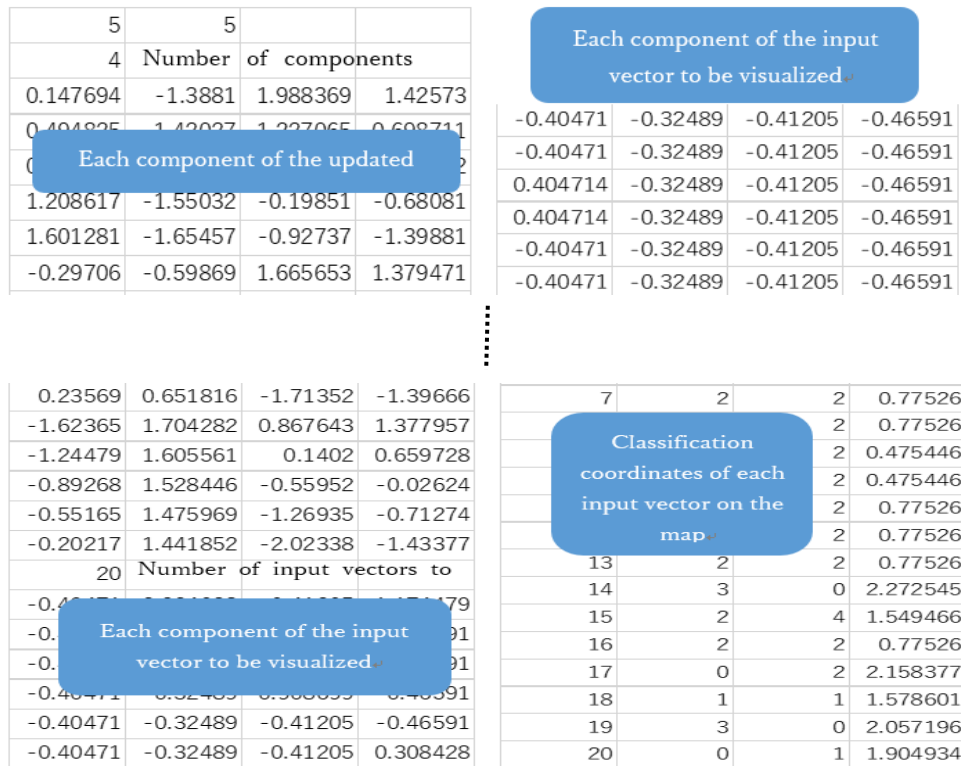 5 5
4 Number of components
0.147694 -1.3881 1.988369 1.42573
Each component of the updated
1.208617 -1.55032 -0.19851 -0.68081
1.601281 -1.65457 -0.92737 -1.39881
-0.29706 -0.59869 1.665653 1.379471
Each component of the input
vector to be visualized
-0.40471 -0.32489 -0.41205 -0.46591
-0.40471 -0.32489 -0.41205 -0.46591
0.404714 -0.32489 -0.41205 -0.46591
0.404714 -0.32489 -0.41205 -0.46591
-0.40471 -0.32489 -0.41205 -0.46591
-0.40471 -0.32489 -0.41205 -0.46591
0.23569 0.651816 -1.71352 -1.39666
-1.62365 1.704282 0.867643 1.377957
-1.24479 1.605561 0.1402 0.659728
-0.89268 1.528446 -0.55952 -0.02624
-0.55165 1.475969 -1.26935 -0.71274
-0.20217 1.441852 -2.02338 -1.43377
20 Number of input vectors to
Each component of the input
vector to be visualized
-0.40471 -0.32489 -0.41205 -0.46591
-0.40471 -0.32489 -0.41205 0.308428
7 2 2 0.77526
2 0.77526
2 0.475446
2 0.475446
2 0.77526
2 0.77526
Classification
coordinates of each
input vector on the
map
13 2 2 0.77526
14 3 0 2.272545
15 2 4 1.549466
16 2 2 0.77526
17 0 2 2.158377
18 1 1 1.578601
19 3 0 2.057196
20 0 1 1.904934